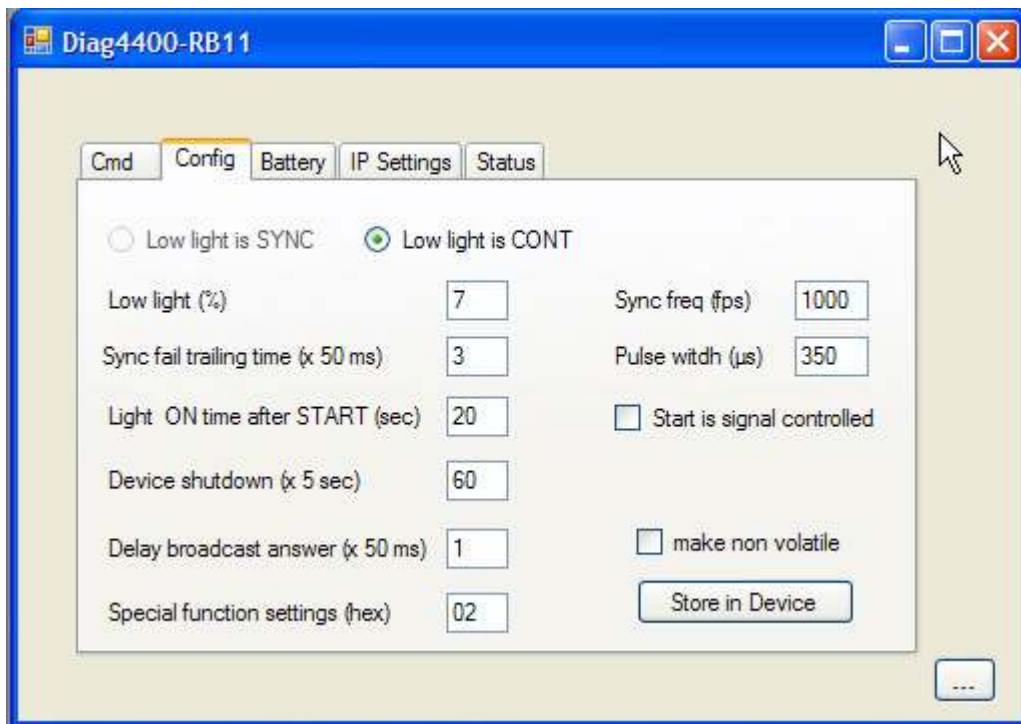 Diag4400-RB11
Cmd Config Battery IP Settings Status
Low light is SYNC Low light is CONT
Low light (%) 7 Sync freq (fps) 1000
Sync fail trailing time (x 50 ms) 3 Pulse witdh (µs) 350
Light ON time after START (sec) 20 Start is signal controlled
Device shutdown (x 5 sec) 60
Delay broadcast answer (x 50 ms) 1 make non volatile
Special function settings (hex) 02 Store in Device
...